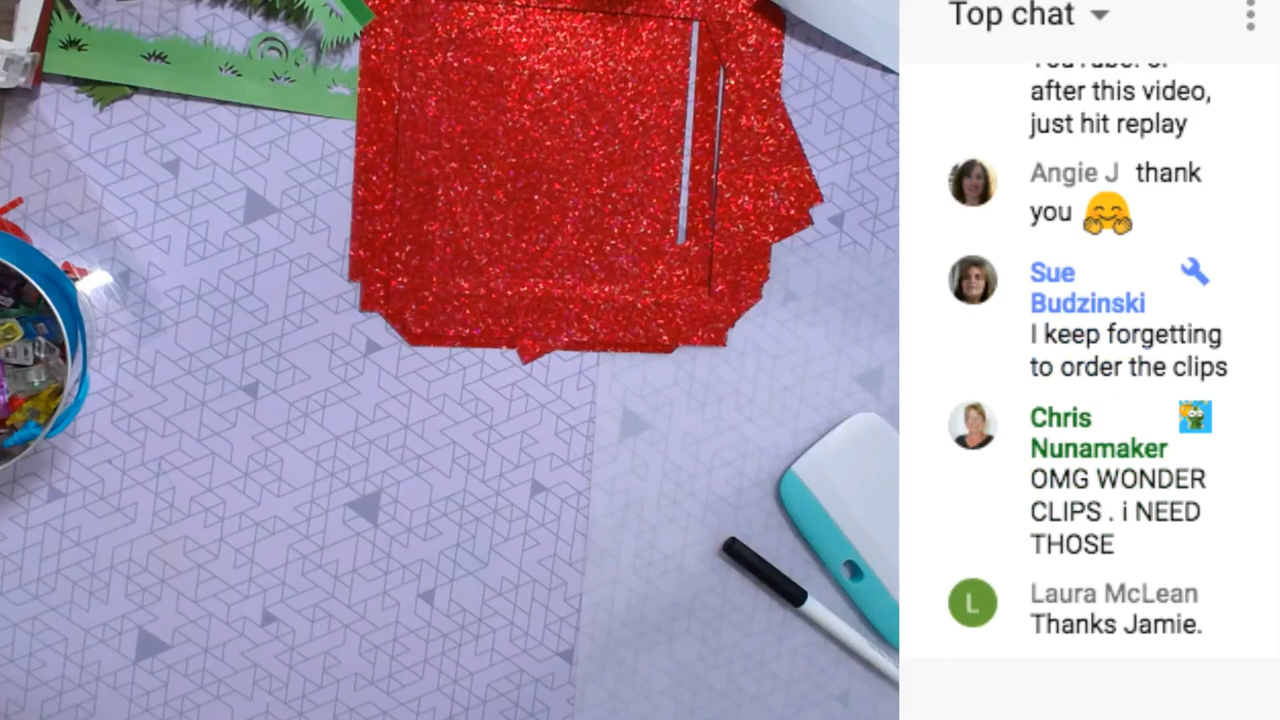 Top chat
after this video,
just hit replay
Angie J thank
you
Sue
Budzinski
I keep forgetting
to order the clips
Chris
Nunamaker
OMG WONDER
CLIPS . i NEED
THOSE
L
Laura McLean
Thanks Jamie.